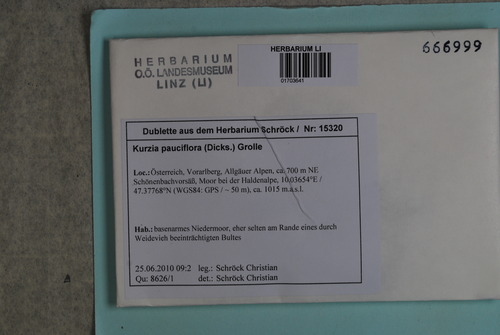 HERBARIUM
O.Ö. LANDESMUSEUM
LINZ (LI)
HERBARIUM LI
01703641
666999
Dublette aus dem Herbarium Schröck / Nr: 15320
Kurzia pauciflora (Dicks.) Grolle
Loc.: Österreich, Vorarlberg, Allgäuer Alpen, ca. 700 m NE
Schönenbachvorsäß, Moor bei der Haldenalpe, 10.03654°E /
47.37768°N (WGS84: GPS / ~ 50 m), ca. 1015 m.a.s.l.
Hab.: basenarmes Niedermoor, eher selten am Rande eines durch
Weidevieh beeinträchtigten Bultes
25.06.2010 09:2 leg.: Schröck Christian
Qu: 8626/1 det.: Schröck Christian